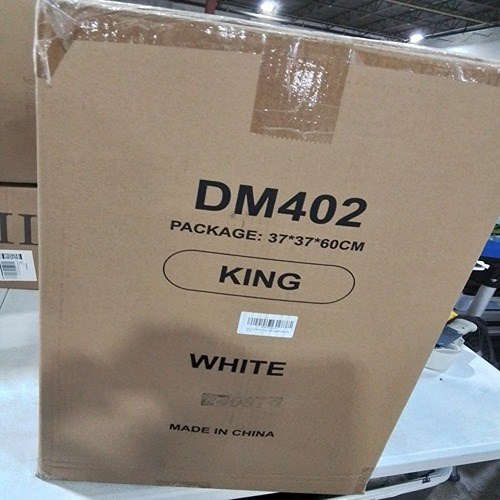 DM402
PACKAGE: 37*37*60CM
KING
WHITE
MADE IN CHINA